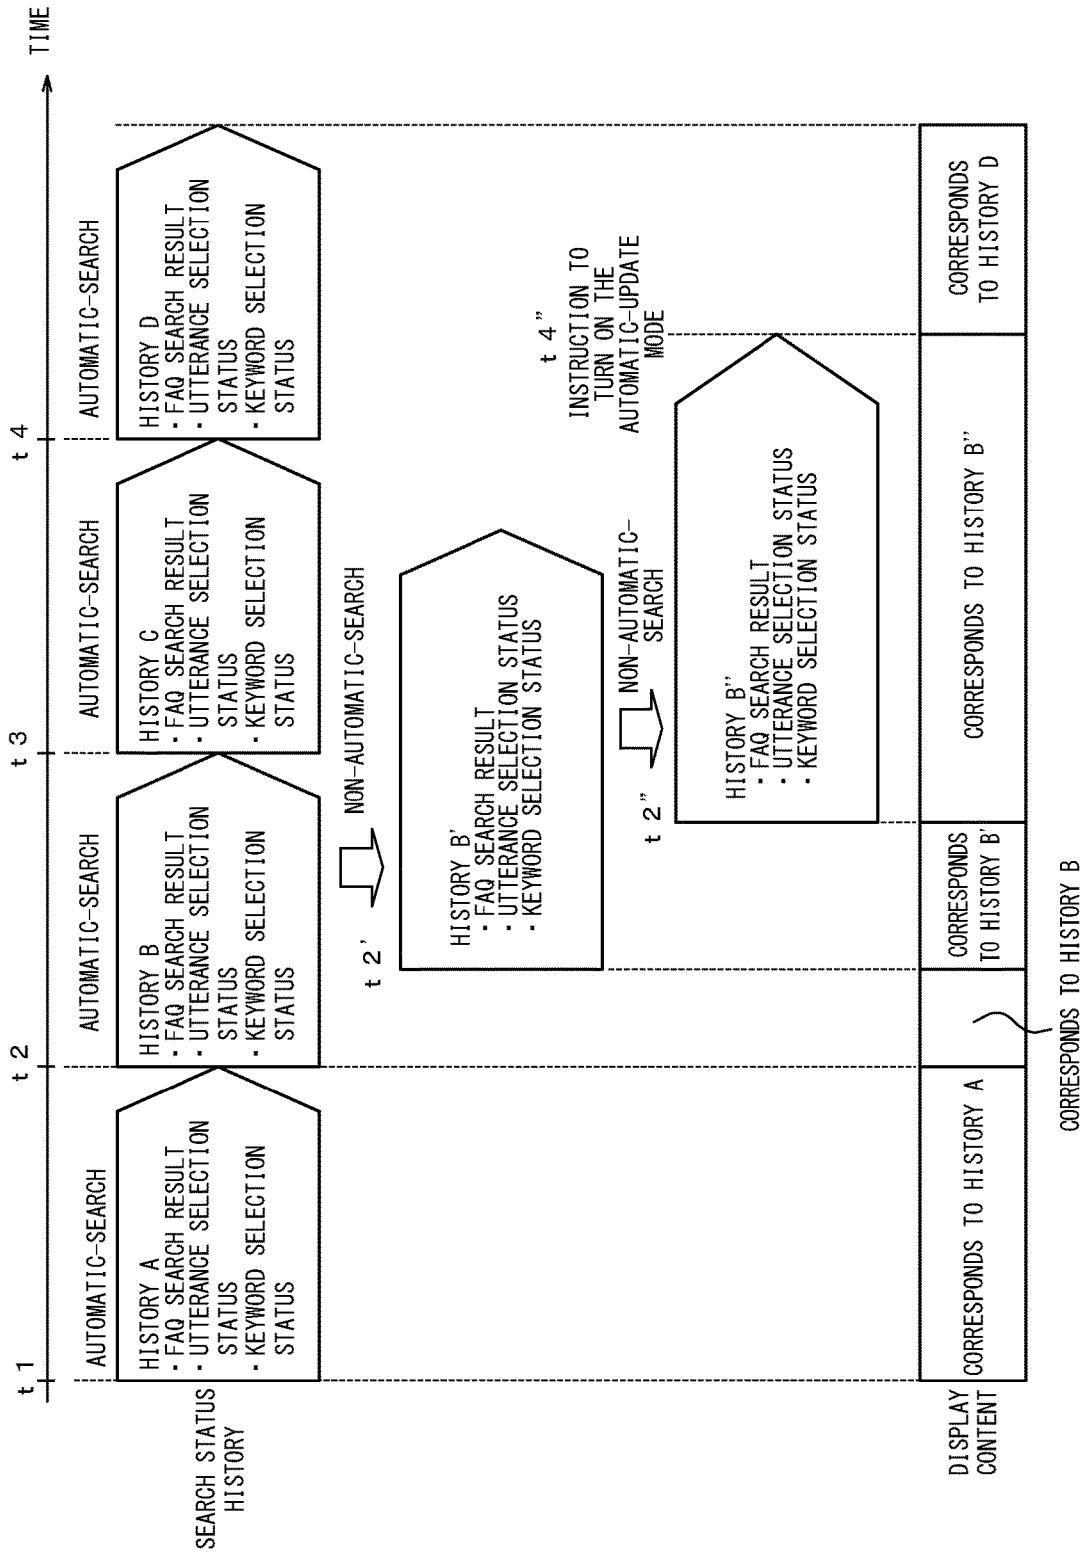 TIME
t 1
t 2
t 3
t 4
AUTOMATIC-SEARCH
AUTOMATIC-SEARCH
AUTOMATIC-SEARCH
AUTOMATIC-SEARCH
SEARCH STATUS
HISTORY
HISTORY A
・FAQ SEARCH RESULT
・UTTERANCE SELECTION
STATUS
・KEYWORD SELECTION
STATUS
HISTORY B
・FAQ SEARCH RESULT
・UTTERANCE SELECTION
STATUS
・KEYWORD SELECTION
STATUS
HISTORY C
・FAQ SEARCH RESULT
・UTTERANCE SELECTION
STATUS
・KEYWORD SELECTION
STATUS
HISTORY D
・FAQ SEARCH RESULT
・UTTERANCE SELECTION
STATUS
・KEYWORD SELECTION
STATUS
t 2'
NON-AUTOMATIC-SEARCH
HISTORY B'
・FAQ SEARCH RESULT
・UTTERANCE SELECTION STATUS
・KEYWORD SELECTION STATUS
t 2"
NON-AUTOMATIC-
SEARCH
t 4"
INSTRUCTION TO
TURN ON THE
AUTOMATIC-UPDATE
MODE
HISTORY B"
・FAQ SEARCH RESULT
・UTTERANCE SELECTION STATUS
・KEYWORD SELECTION STATUS
DISPLAY
CONTENT
CORRESPONDS TO HISTORY A
CORRESPONDS
TO HISTORY B'
CORRESPONDS TO HISTORY B"
CORRESPONDS
TO HISTORY D
CORRESPONDS TO HISTORY B